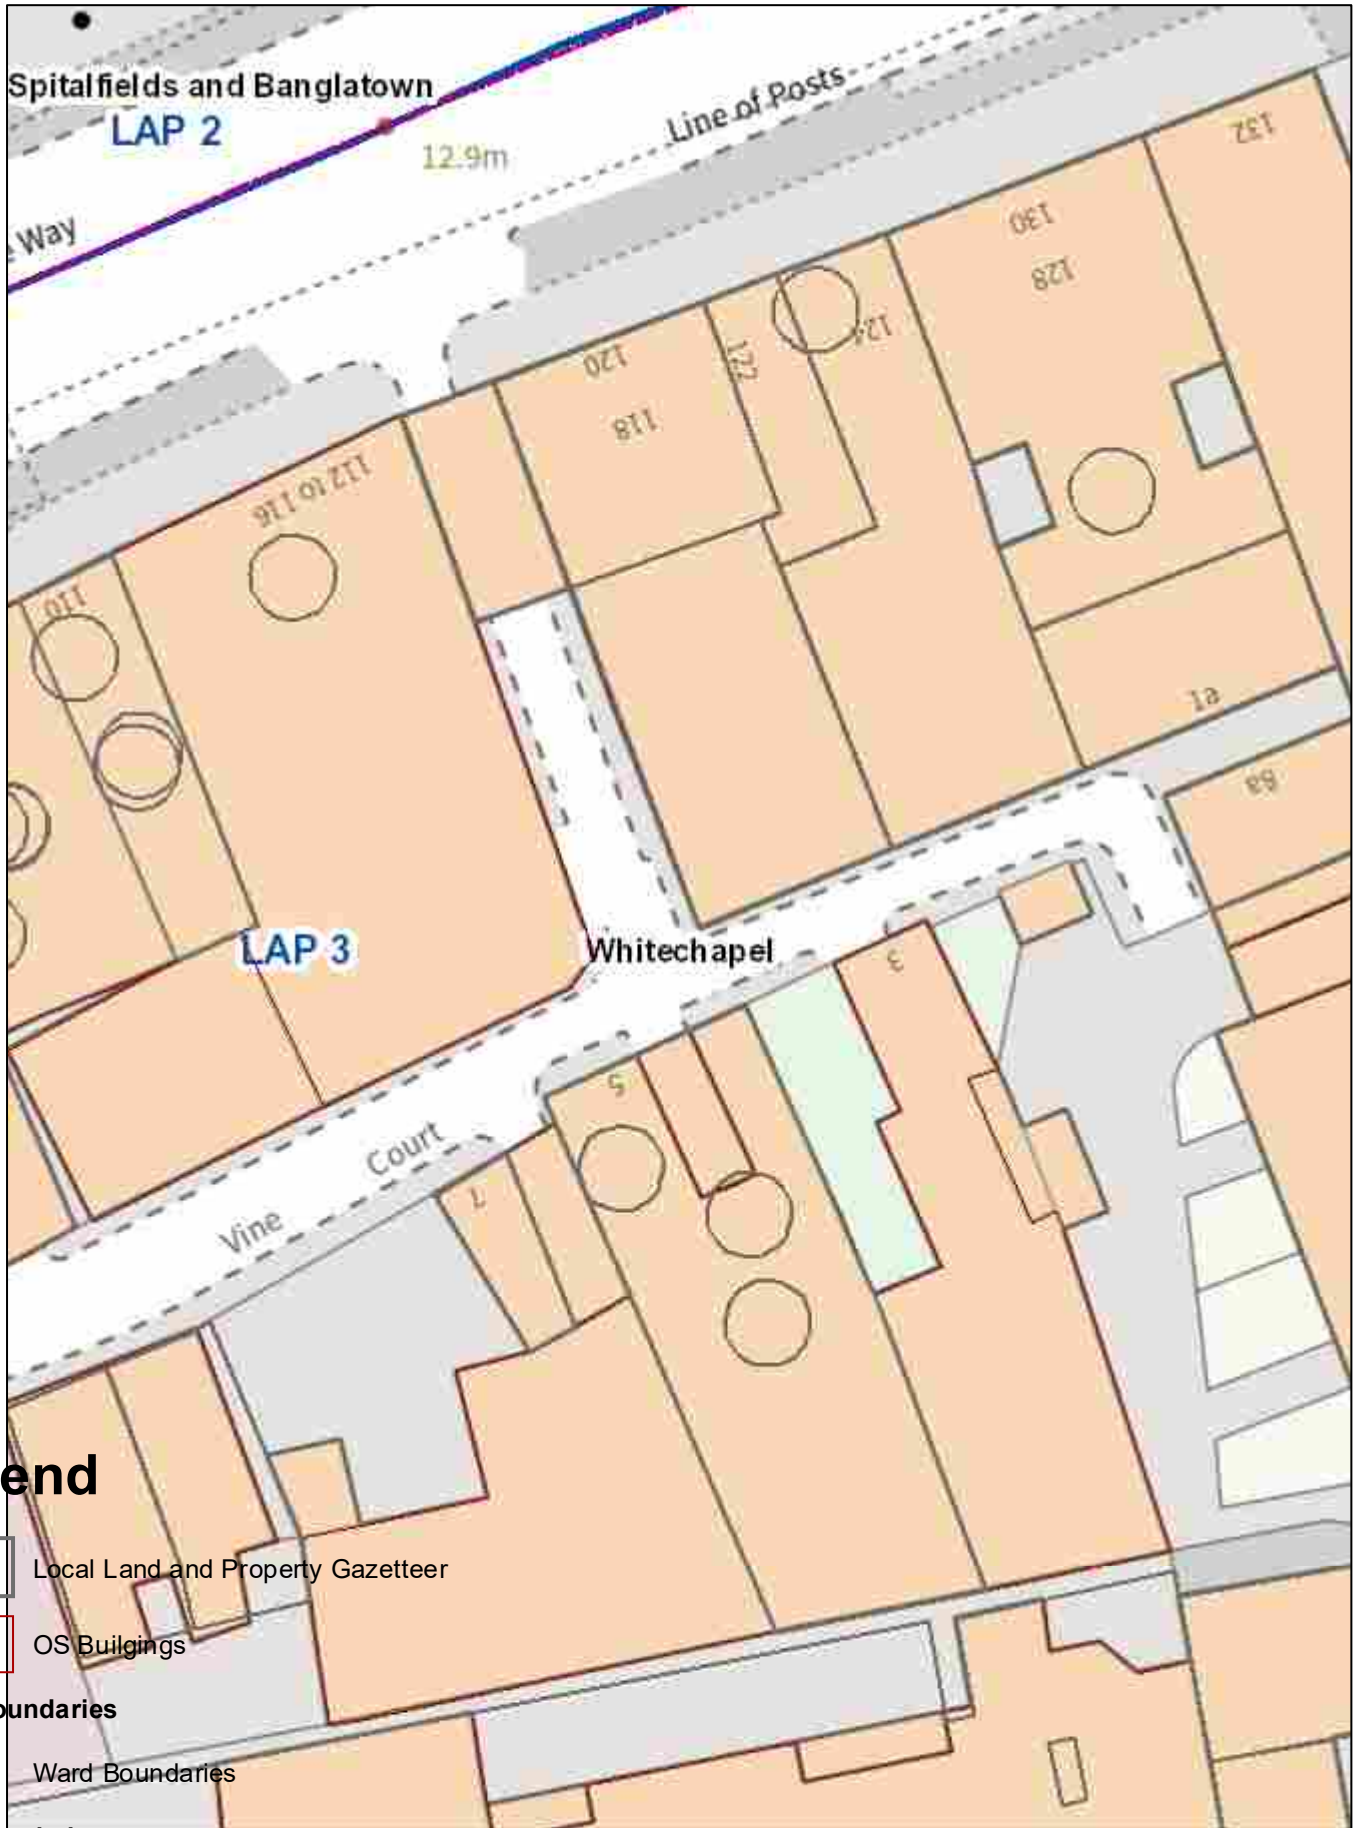 Spitalfields and Banglatown
LAP 2
12.9m
Line of Posts
Way
132
130
128
124
122
120
118
112 to 116
110
1a
8a
LAP 3
Whitechapel
3
5
7
Vine Court
end
Local Land and Property Gazetteer
OS Builgings
oundaries
Ward Boundaries